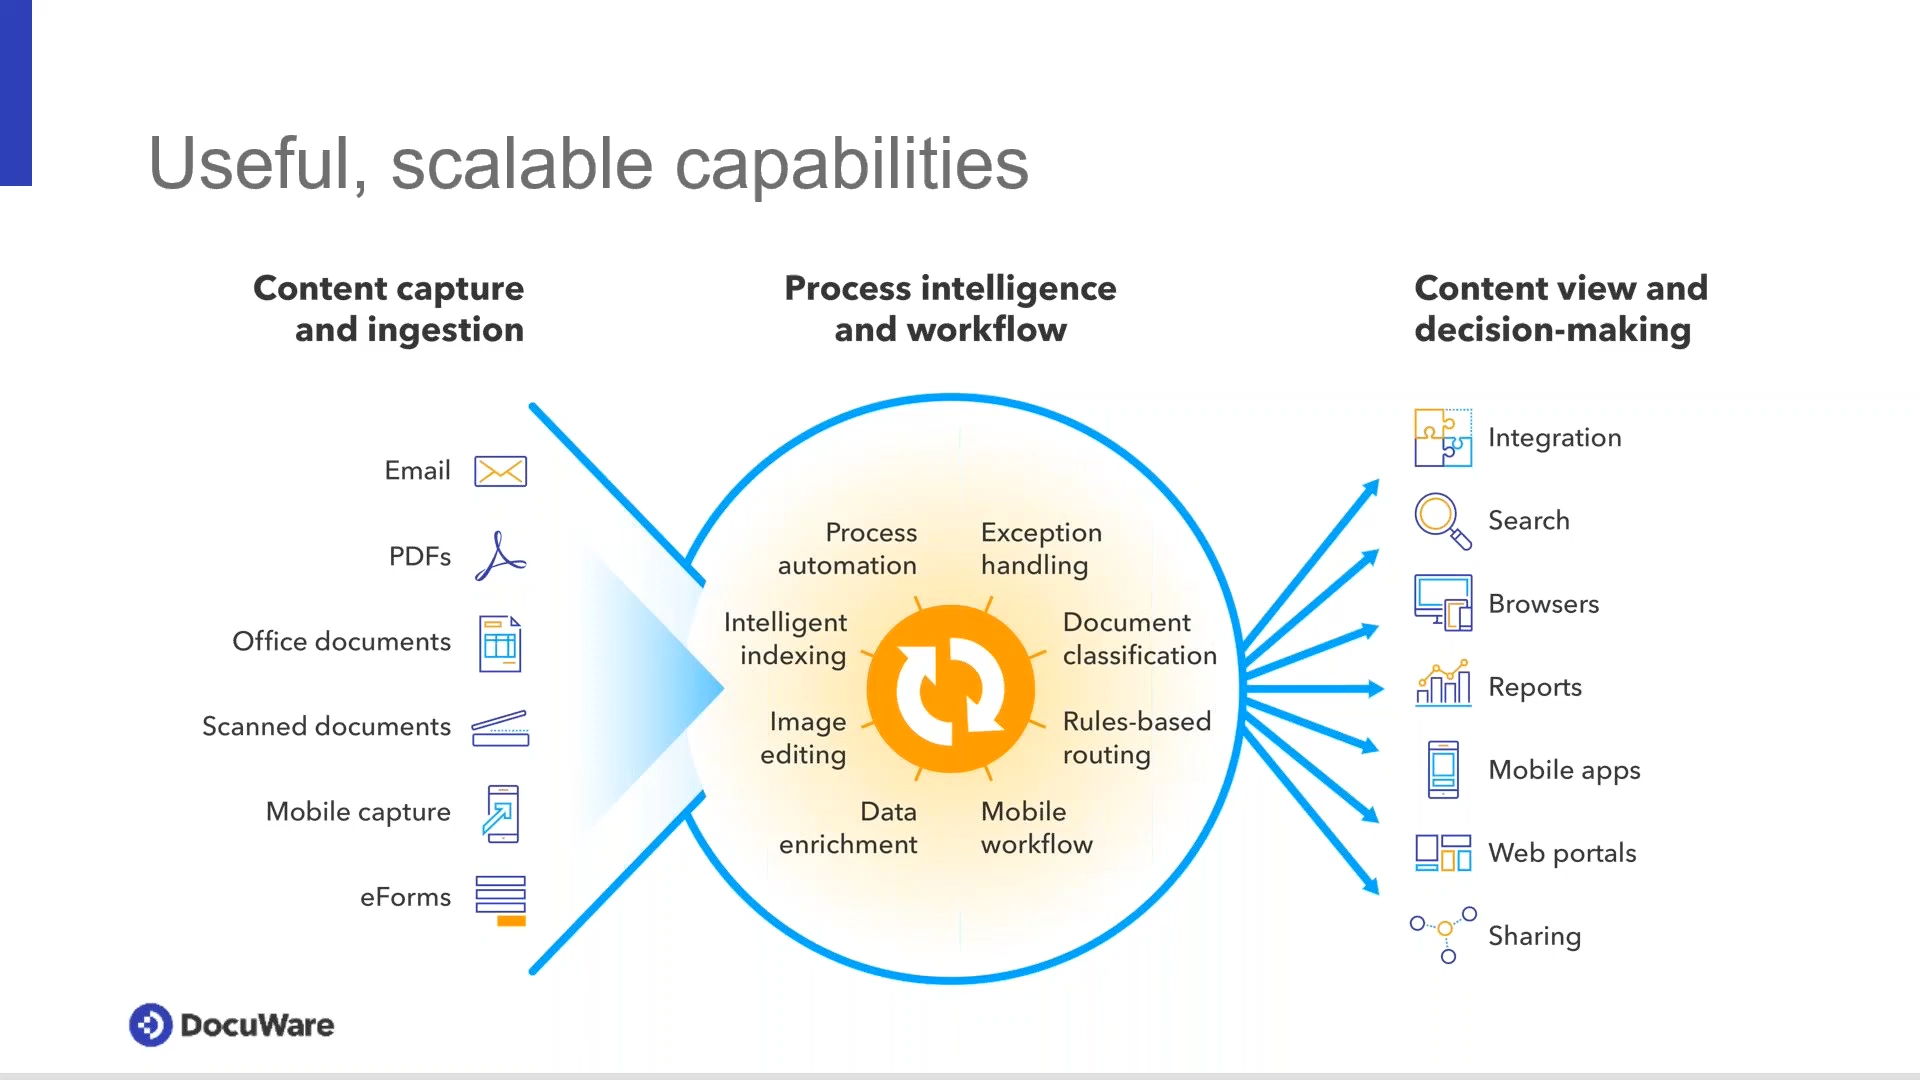 Useful, scalable capabilities
Content capture
and ingestion
Email
PDFs
Office documents
Scanned documents
Mobile capture
eForms
Process intelligence
and workflow
Process
automation
Exception
handling
Intelligent
indexing
Document
classification
Image
editing
Rules-based
routing
Data
enrichment
Mobile
workflow
Content view and
decision-making
Integration
Search
Browsers
Reports
Mobile apps
Web portals
Sharing
DocuWare